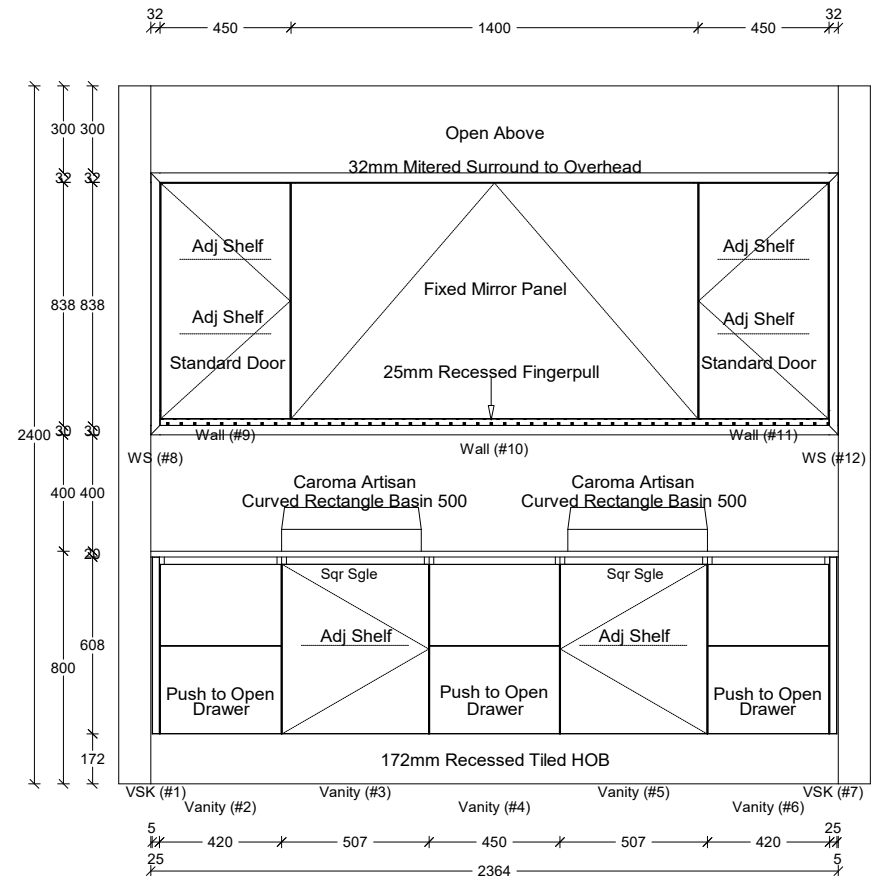 32
32
450
1400
450
300
300
Open Above
32mm Mitered Surround to Overhead
32
32
Adj Shelf
Adj Shelf
Fixed Mirror Panel
838
838
Adj Shelf
Adj Shelf
Standard Door
Standard Door
25mm Recessed Fingerpull
2400
30
30
Wall (#9)
Wall (#10)
Wall (#11)
WS (#8)
WS (#12)
400
400
Caroma Artisan
Curved Rectangle Basin 500
Caroma Artisan
Curved Rectangle Basin 500
20
Sqr Sgle
Sqr Sgle
608
Adj Shelf
Adj Shelf
800
Push to Open
Drawer
Push to Open
Drawer
Push to Open
Drawer
172
172mm Recessed Tiled HOB
VSK (#1)
Vanity (#2)
Vanity (#3)
Vanity (#4)
Vanity (#5)
Vanity (#6)
VSK (#7)
5
25
420
507
450
507
420
25
5
2364